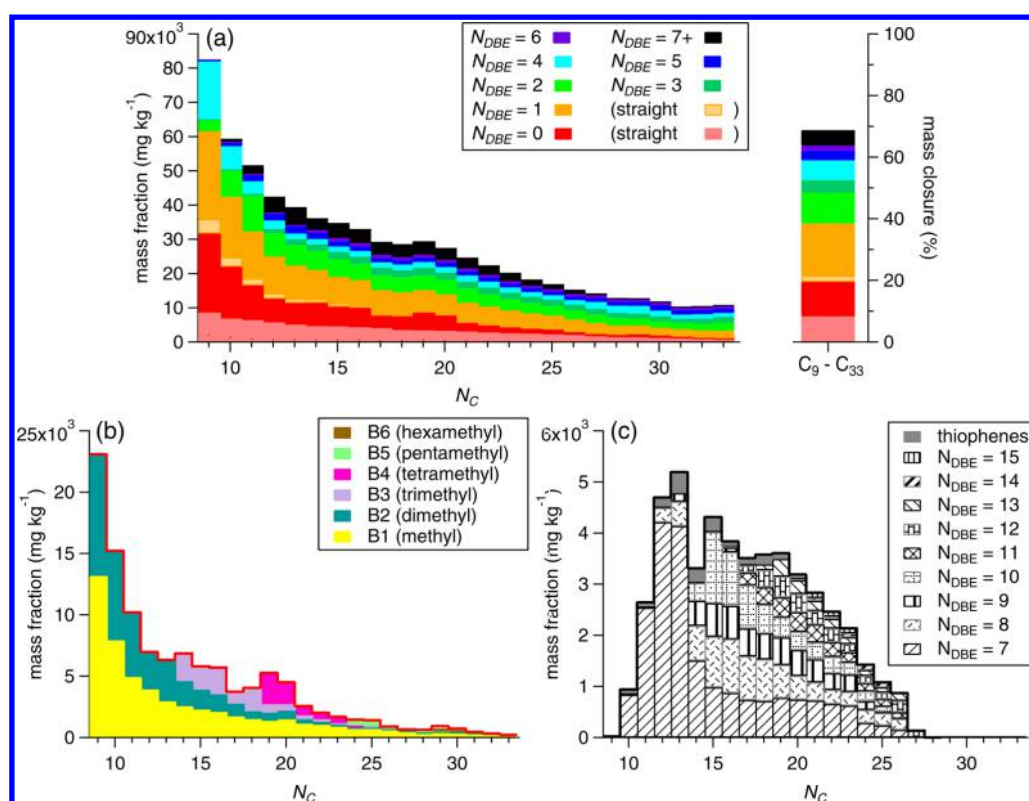 (a)
90x10³
80
70
60
50
40
30
20
10
0
mass fraction (mg kg⁻¹)
N_DBE = 6
N_DBE = 7+
N_DBE = 4
N_DBE = 5
N_DBE = 2
N_DBE = 3
N_DBE = 1
(straight )
N_DBE = 0
(straight )
10
15
20
25
30
N_C
100
80
60
40
20
0
mass closure (%)
C₉ - C₃₃
(b)
25x10³
20
15
10
5
0
mass fraction (mg kg⁻¹)
B6 (hexamethyl)
B5 (pentamethyl)
B4 (tetramethyl)
B3 (trimethyl)
B2 (dimethyl)
B1 (methyl)
10
15
20
25
30
N_C
(c)
6x10³
5
4
3
2
1
0
mass fraction (mg kg⁻¹)
thiophenes
N_DBE = 15
N_DBE = 14
N_DBE = 13
N_DBE = 12
N_DBE = 11
N_DBE = 10
N_DBE = 9
N_DBE = 8
N_DBE = 7
10
15
20
25
30
N_C